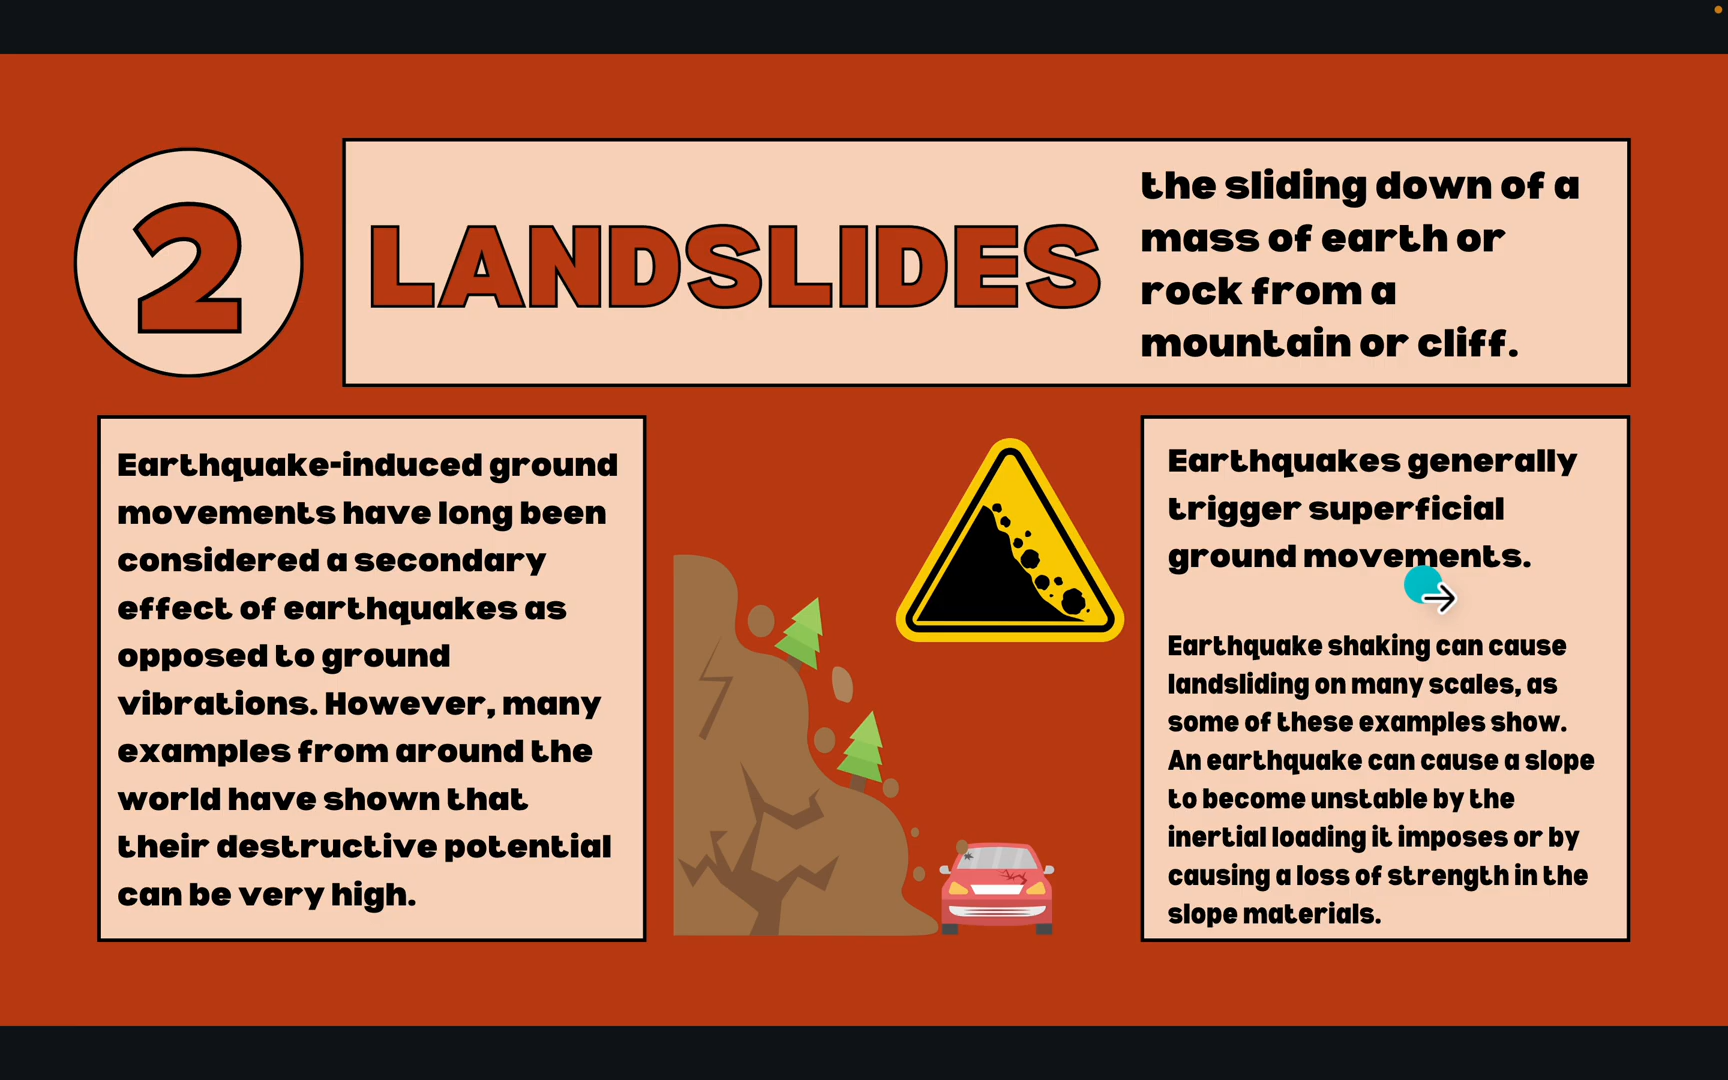 2
LANDSLIDES
the sliding down of a
mass of earth or
rock from a
mountain or cliff.
Earthquake-induced ground
movements have long been
considered a secondary
effect of earthquakes as
opposed to ground
vibrations. However, many
examples from around the
world have shown that
their destructive potential
can be very high.
Earthquakes generally
trigger superficial
ground movements.
Earthquake shaking can cause
landsliding on many scales, as
some of these examples show.
An earthquake can cause a slope
to become unstable by the
inertial loading it imposes or by
causing a loss of strength in the
slope materials.